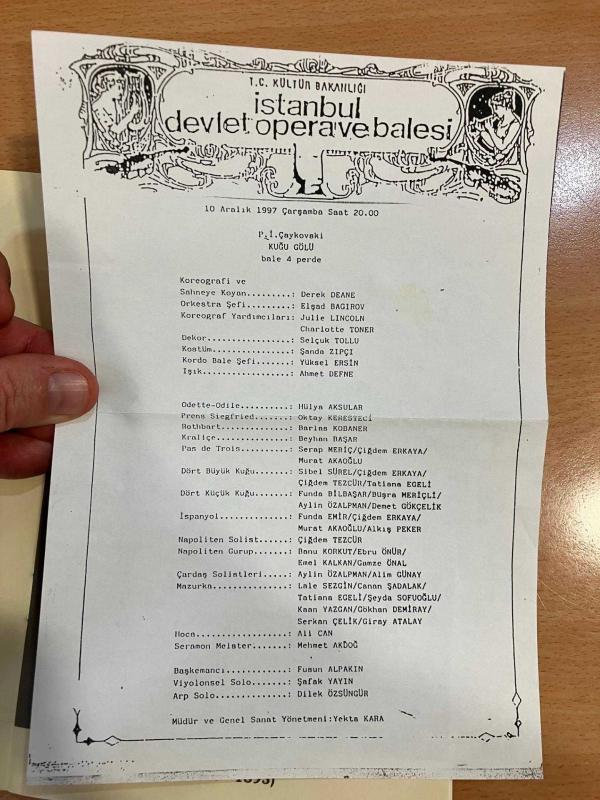 T.C. KÜLTÜR BAKANLIĞI
istanbul
devlet opera ve balesi
10 Aralık 1997 Çarşamba Saat 20.00
P.İ.Çaykovski
KUĞU GÖLÜ
bale 4 perde
Koreografi ve
Sahneye Koyan.........: Derek DEANE
Orkestra Şefi.........: Elşad BAGIROV
Koreograf Yardımcıları: Julie LINCOLN
Charlotte TONER
Dekor.................: Selçuk TOLLU
Kostüm................: Şanda ZIPÇI
Kordo Bale Şefi.......: Yüksel ERSİN
Işık..................: Ahmet DEFNE
Odette-Odile..........: Hülya AKSULAR
Prens Siegfried.......: Oktay KERESTECİ
Rothbart..............: Barlas KOBANER
Kraliçe...............: Beyhan BAŞAR
Pas de Trois..........: Serap MERİÇ/Çiğdem ERKAYA/
Murat AKAOĞLU
Dört Büyük Kuğu.......: Sibel SÜREL/Çiğdem ERKAYA/
Çiğdem TEZCÜR/Tatiana EGELİ
Dört Küçük Kuğu.......: Funda BİLBAŞAR/Büşra MERİÇLİ/
Aylin ÖZALPMAN/Demet GÖKÇELİK
İspanyol..............: Funda EMİR/Çiğdem ERKAYA/
Murat AKAOĞLU/Alkış PEKER
Napoliten Solist......: Çiğdem TEZCÜR
Napoliten Gurup.......: Banu KORKUT/Ebru ÖNÜR/
Emel KALKAN/Gamze ÖNAL
Çardaş Solistleri.....: Aylin ÖZALPMAN/Alim GÜNAY
Mazurka...............: Lale SEZGİN/Canan ŞADALAK/
Tatiana EGELİ/Şeyda SOFUOĞLU/
Kaan YAZGAN/Gökhan DEMİRAY/
Serkan ÇELİK/Giray ATALAY
Hoca..................: Ali CAN
Seramon Meister.......: Mehmet AKDOĞ
Başkemancı............: Fusun ALPAKIN
Viyolonsel Solo.......: Şafak YAYIN
Arp Solo..............: Dilek ÖZSÜNGÜR
Müdür ve Genel Sanat Yönetmeni:Yekta KARA